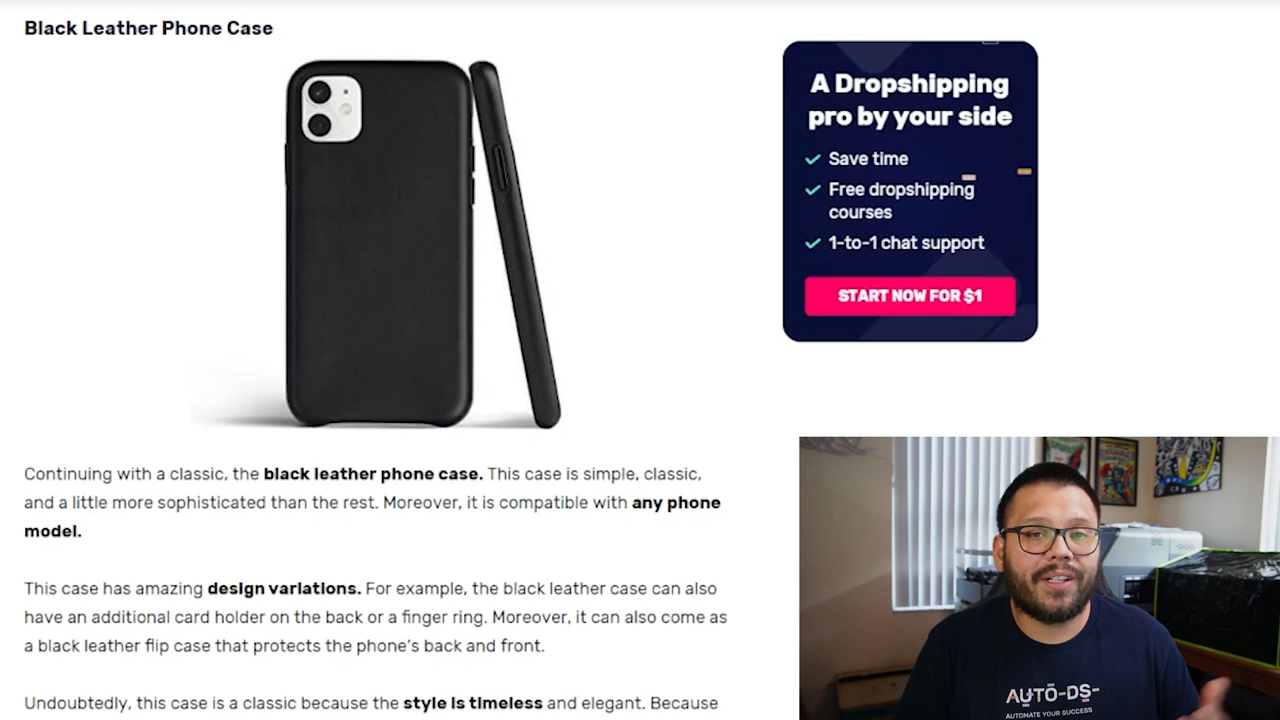 Black Leather Phone Case
A Dropshipping
pro by your side
Save time
Free dropshipping
courses
1-to-1 chat support
START NOW FOR $1
Continuing with a classic, the black leather phone case. This case is simple, classic,
and a little more sophisticated than the rest. Moreover, it is compatible with any phone
model.
This case has amazing design variations. For example, the black leather case can also
have an additional card holder on the back or a finger ring. Moreover, it can also come as
a black leather flip case that protects the phone's back and front.
Undoubtedly, this case is a classic because the style is timeless and elegant. Because
AUTO-DS-
AUTOMATE YOUR SUCCESS